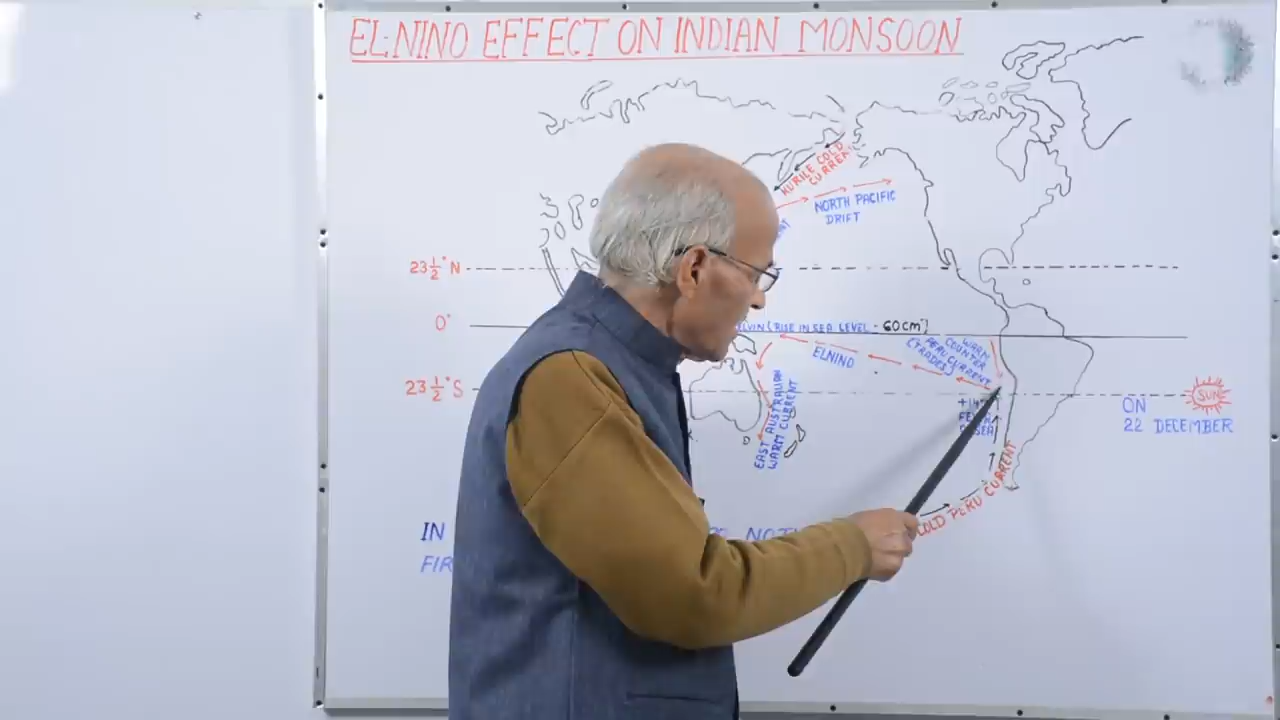 EL-NINO EFFECT ON INDIAN MONSOON
KURILE COLD
CURREN
NORTH PACIFIC
DRIFT
23½°N
0°
23½°S
(RISE IN SEA LEVEL - 60cm)
ELNINO
WARM
COUNTER
PERU CURRENT
(TRADES)
EAST AUSTRALIAN
WARM CURRENT
SUN
ON
22 DECEMBER
COLD PERU CURRENT
IN
FIR